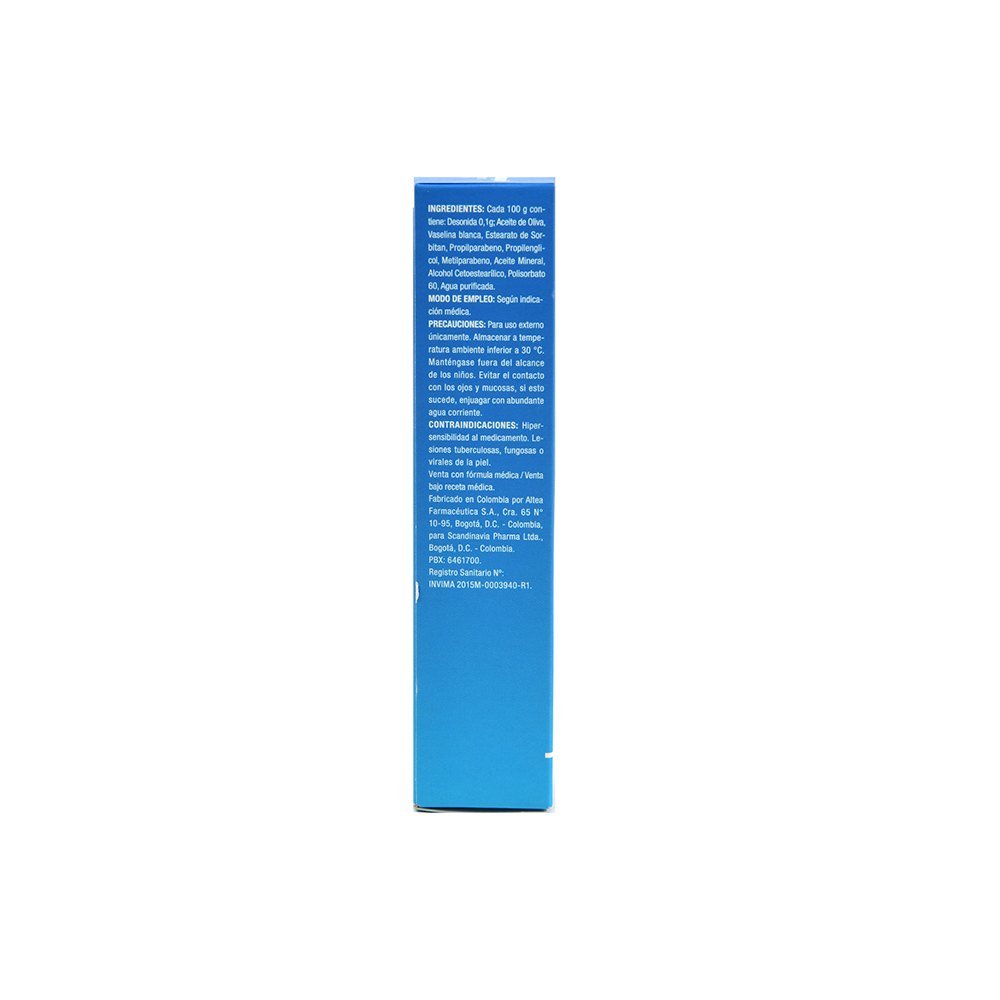 INGREDIENTES: Cada 100 g con-
tiene: Desonida 0,1g; Aceite de Oliva,
Vaselina blanca, Estearato de Sor-
bitan, Propilparabeno, Propilengli-
col, Metilparabeno, Aceite Mineral,
Alcohol Cetoestearílico, Polisorbato
60, Agua purificada.
MODO DE EMPLEO: Según indica-
ción médica.
PRECAUCIONES: Para uso externo
únicamente. Almacenar a tempe-
ratura ambiente inferior a 30 °C.
Manténgase fuera del alcance
de los niños. Evitar el contacto
con los ojos y mucosas, si esto
sucede, enjuagar con abundante
agua corriente.
CONTRAINDICACIONES: Hiper-
sensibilidad al medicamento. Le-
siones tuberculosas, fungosas o
virales de la piel.
Venta con fórmula médica / Venta
bajo receta médica.
Fabricado en Colombia por Altea
Farmacéutica S.A., Cra. 65 N°
10-95, Bogotá, D.C. - Colombia,
para Scandinavia Pharma Ltda.,
Bogotá, D.C. - Colombia.
PBX: 6461700.
Registro Sanitario Nº:
INVIMA 2015M-0003940-R1.